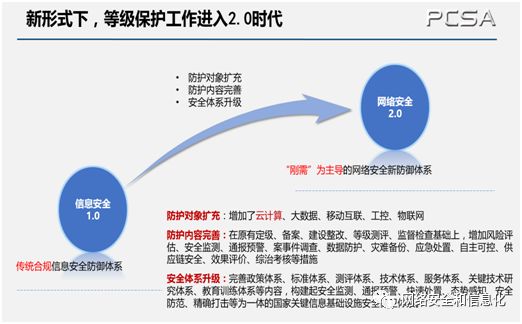 新形式下，等级保护工作进入2.0时代
PCSA
• 防护对象扩充
• 防护内容完善
• 安全体系升级
网络安全
2.0
“刚需”为主导的网络安全新防御体系
信息安全
1.0
传统合规信息安全防御体系
防护对象扩充：增加了云计算、大数据、移动互联、工控、物联网
防护内容完善：在原有定级、备案、建设整改、等级测评、监督检查基础上，增加风险评
估、安全监测、通报预警、案事件调查、数据防护、灾难备份、应急处置、自主可控、供
应链安全、效果评价、综治考核等措施
安全体系升级：完善政策体系、标准体系、测评体系、技术体系、服务体系、关键技术研
究体系、教育训练体系等内容，构建起安全监测、通报预警、快速处置、态势感知、安全
防范、精确打击等为一体的国家关键信息基础设施安全
网络安全和信息化